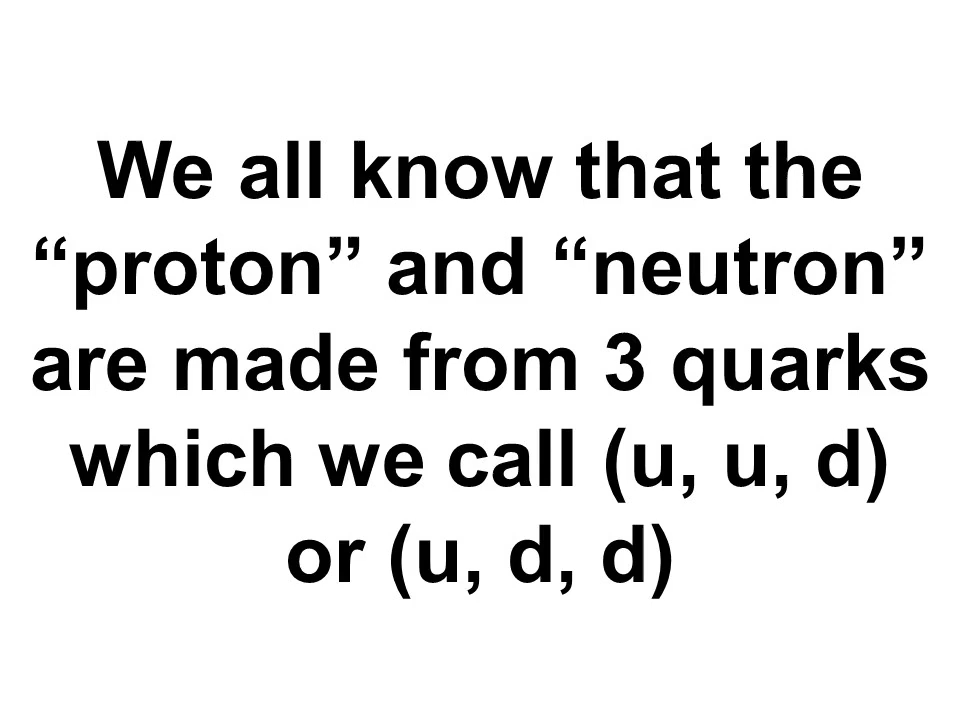 We all know that the
“proton” and “neutron”
are made from 3 quarks
which we call (u, u, d)
or (u, d, d)